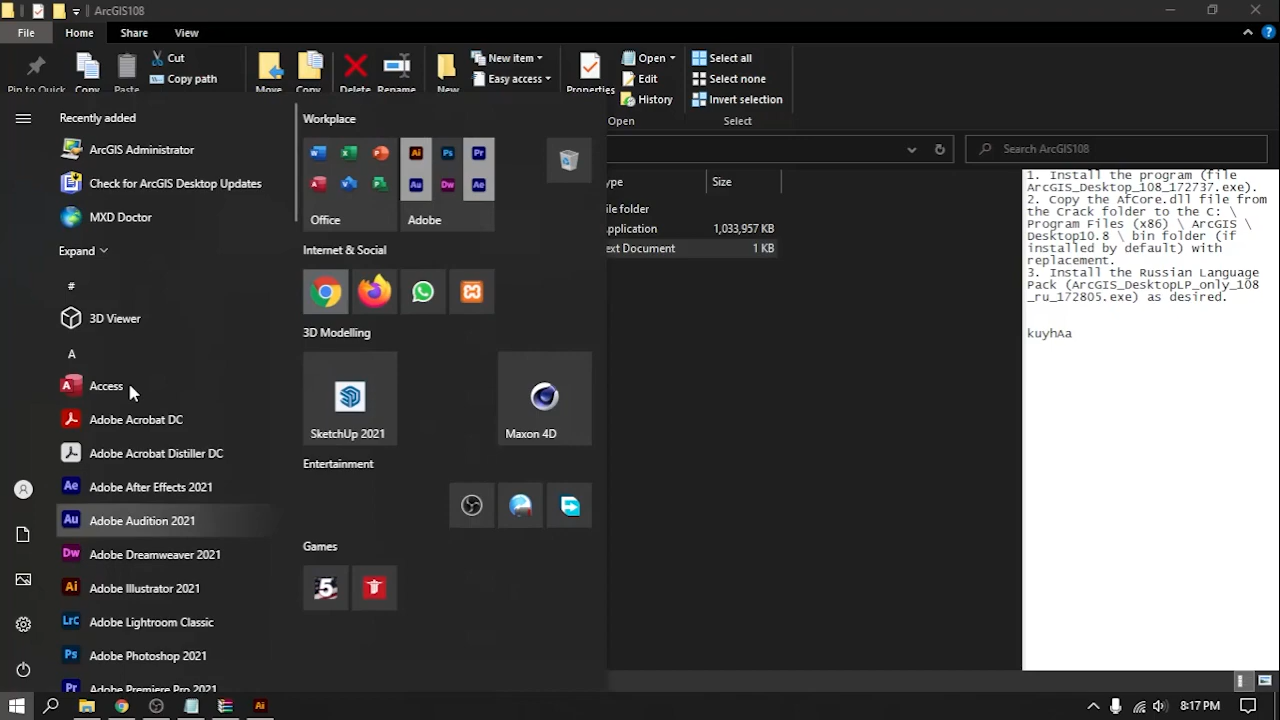 ArcGIS108
File
Home
Share
View
Pin to Quick
Copy
Paste
Cut
Copy path
Move
Copy
Delete
Rename
New
New item
Easy access
Properties
Open
Edit
History
Open
Select all
Select none
Invert selection
Select
Search ArcGIS108
Size
Recently added
ArcGIS Administrator
Check for ArcGIS Desktop Updates
MXD Doctor
Expand
#
3D Viewer
A
Access
Adobe Acrobat DC
Adobe Acrobat Distiller DC
Adobe After Effects 2021
Adobe Audition 2021
Adobe Dreamweaver 2021
Adobe Illustrator 2021
Adobe Lightroom Classic
Adobe Photoshop 2021
Adobe Premiere Pro 2021
Workplace
Office
Adobe
Internet & Social
3D Modelling
SketchUp 2021
Maxon 4D
Entertainment
Games
ype
ile folder
pplication
1,033,957 KB
ext Document
1 KB
1. Install the program (file
ArcGIS_Desktop_108_172737.exe).
2. Copy the AfCore.dll file from
the Crack folder to the C: \
Program Files (x86) \ ArcGIS \
Desktop10.8 \ bin folder (if
installed by default) with
replacement.
3. Install the Russian Language
Pack (ArcGIS_DesktopLP_only_108
_ru_172805.exe) as desired.
kuyhAa
8:17 PM